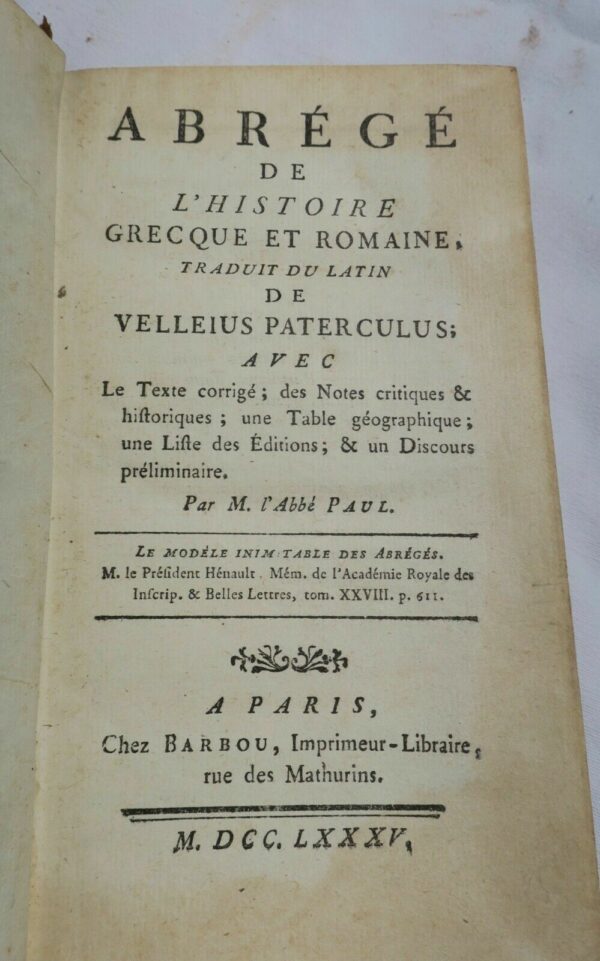 ABRÉGÉ
DE
L'HISTOIRE
GRECQUE ET ROMAINE,
TRADUIT DU LATIN
DE
VELLEIUS PATERCULUS;
AVEC
Le Texte corrigé; des Notes critiques &
hiſtoriques; une Table géographique;
une Liſte des Éditions; & un Diſcours
préliminaire.
Par M. l'Abbé PAUL.
LE MODÈLE INIMITABLE DES ABRÉGÉS.
M. le Préſident Hénault. Mém. de l'Académie Royale des
Inſcrip. & Belles Lettres, tom. XXVIII. p. 611.
A PARIS,
Chez BARBOU, Imprimeur-Libraire,
rue des Mathurins.
M. DCC. LXXXV.